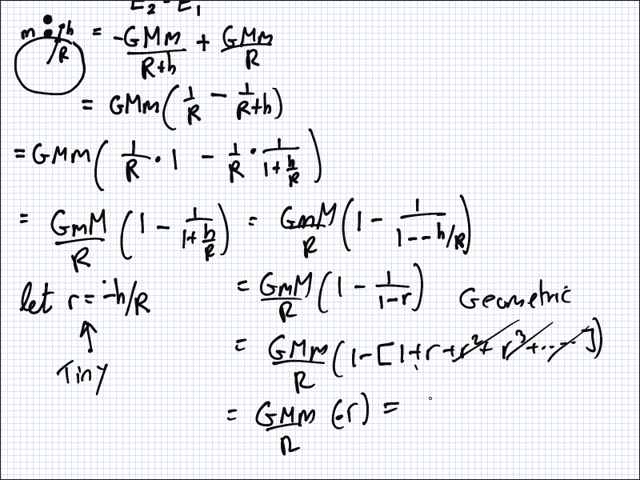 E₂ - E₁
m h R = -GMm/R+h + GMm/R
= GMm(1/R - 1/R+h)
= GMm(1/R · 1 - 1/R · 1/1+h/R)
= GmM/R (1 - 1/1+h/R) = GmM/R (1 - 1/1--h/R)
let r = -h/R = GmM/R (1 - 1/1-r) Geometric
Tiny = GMm/R (1-[1+r+r²+r³+....])
= GMm/R (-r) =